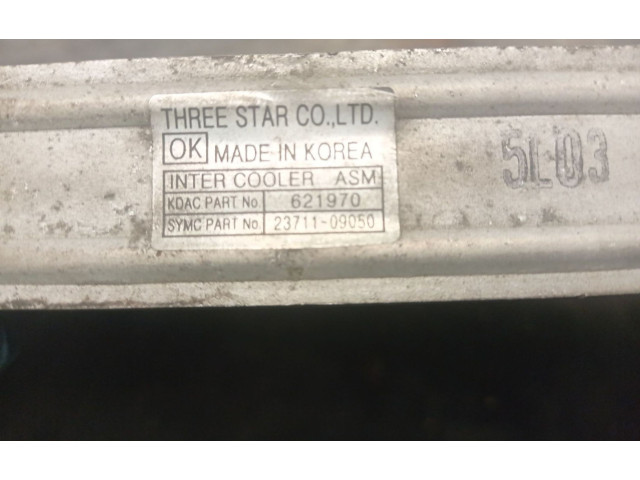 THREE STAR CO.,LTD.
OK MADE IN KOREA
INTER COOLER ASM
KDAC PART No 621970
SYMC PART No 23711-09050
5L03